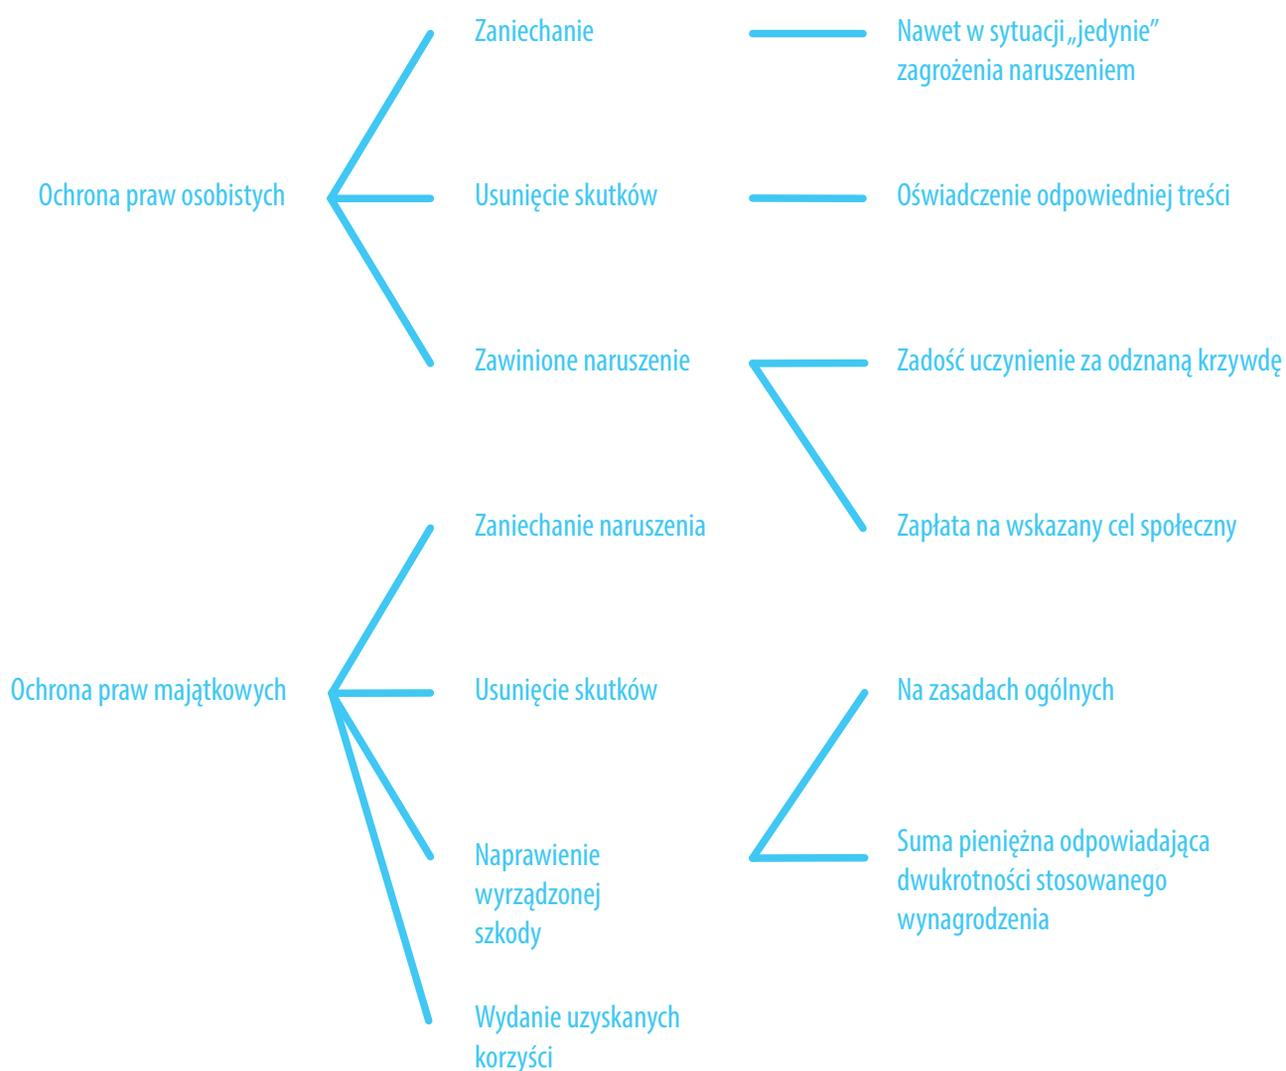 Zaniechanie
Nawet w sytuacji „jedynie”
zagrożenia naruszeniem
Ochrona praw osobistych
Usunięcie skutków
Oświadczenie odpowiedniej treści
Zawinione naruszenie
Zadość uczynienie za odznaną krzywdę
Zaniechanie naruszenia
Zapłata na wskazany cel społeczny
Ochrona praw majątkowych
Usunięcie skutków
Na zasadach ogólnych
Naprawienie
wyrządzonej
szkody
Suma pieniężna odpowiadająca
dwukrotności stosowanego
wynagrodzenia
Wydanie uzyskanych
korzyści